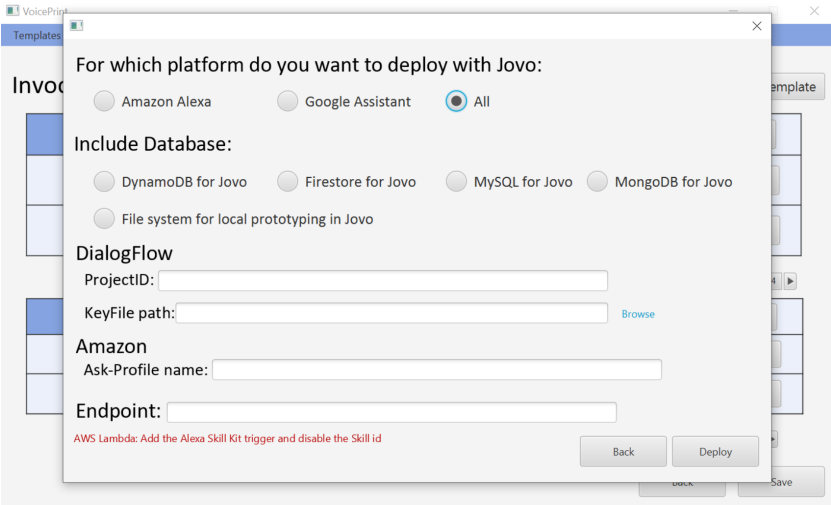 VoicePrint
Templates
Invoc
emplate
For which platform do you want to deploy with Jovo:
Amazon Alexa Google Assistant All
Include Database:
DynamoDB for Jovo Firestore for Jovo MySQL for Jovo MongoDB for Jovo
File system for local prototyping in Jovo
DialogFlow
ProjectID:
4
KeyFile path: Browse
Amazon
Ask-Profile name:
Endpoint:
AWS Lambda: Add the Alexa Skill Kit trigger and disable the Skill id
Back Deploy
Back Save